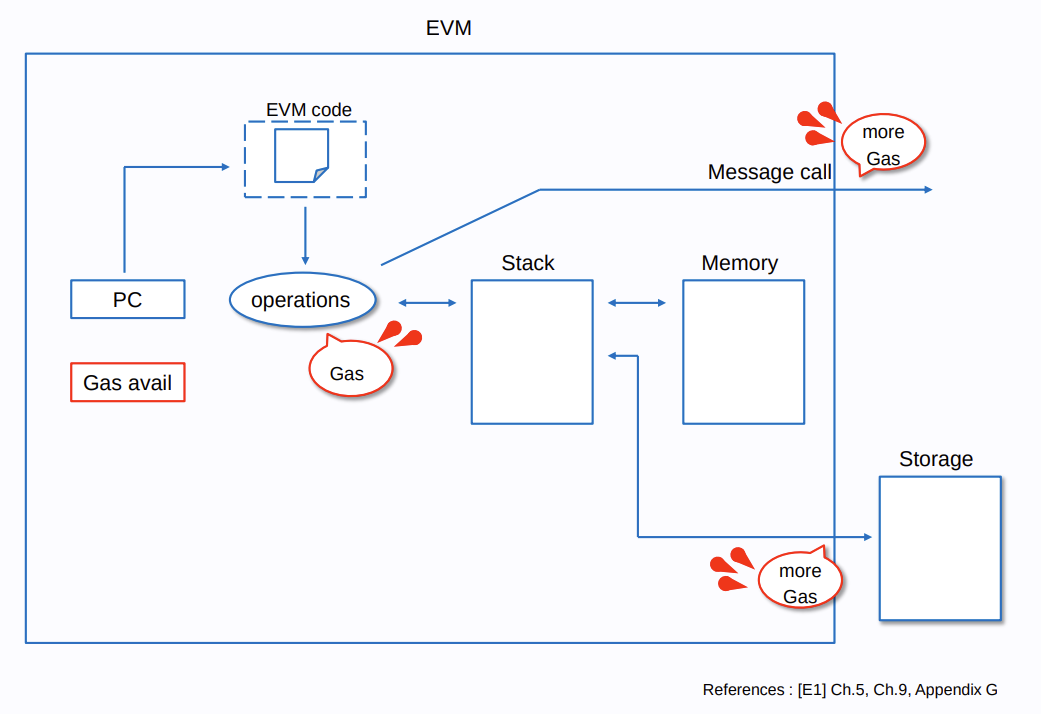 EVM
EVM code
more
Gas
Message call
Stack
Memory
PC
operations
Gas
Gas avail
Storage
more
Gas
References : [E1] Ch.5, Ch.9, Appendix G